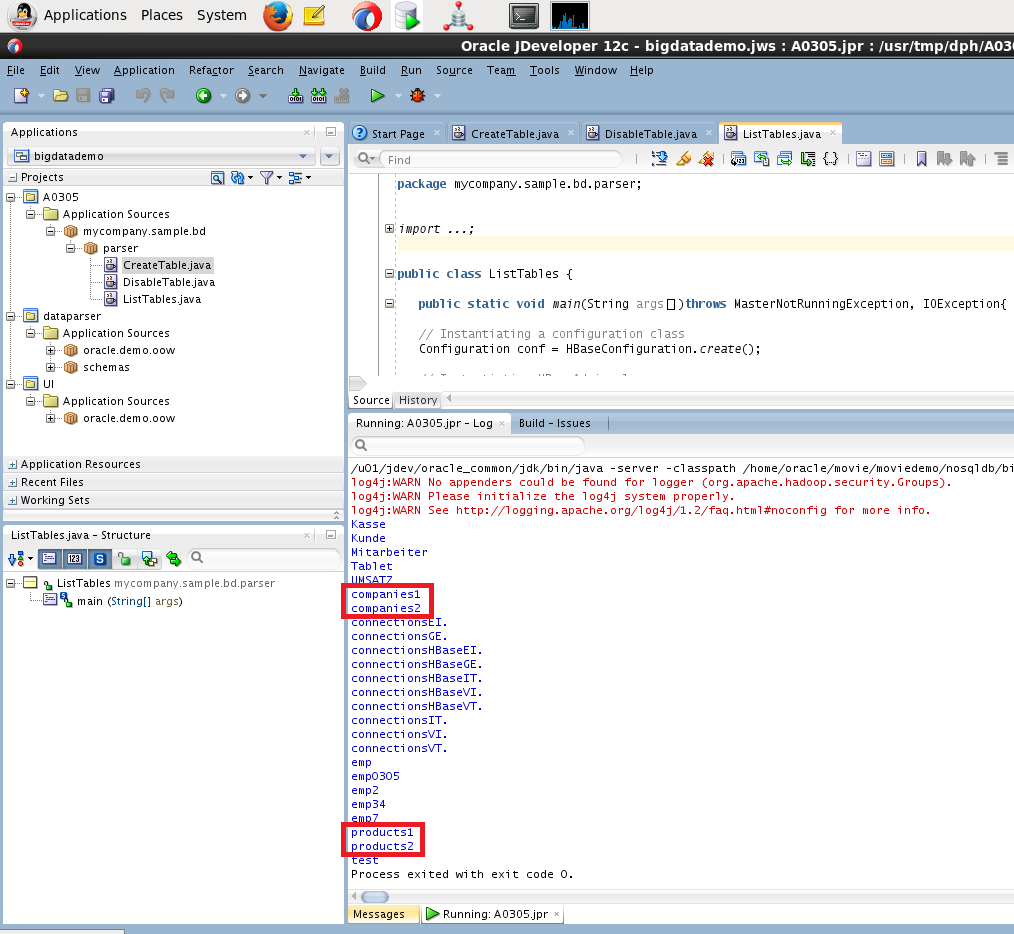 Applications Places System
Oracle JDeveloper 12c - bigdatademo.jws : A0305.jpr : /usr/tmp/dph/A03
File Edit View Application Refactor Search Navigate Build Run Source Team Tools Window Help
Applications
bigdatademo
Projects
A0305
Application Sources
mycompany.sample.bd
parser
CreateTable.java
DisableTable.java
ListTables.java
dataparser
Application Sources
oracle.demo.oow
schemas
UI
Application Sources
oracle.demo.oow
Application Resources
Recent Files
Working Sets
ListTables.java - Structure
ListTables mycompany.sample.bd.parser
main (String[] args)
Start Page CreateTable.java DisableTable.java ListTables.java
Find
package mycompany.sample.bd.parser;
import ...;
public class ListTables {
public static void main(String args[])throws MasterNotRunningException, IOException{
// Instantiating a configuration class
Configuration conf = HBaseConfiguration.create();
Source History
Running: A0305.jpr - Log Build - Issues
/u01/jdev/oracle_common/jdk/bin/java -server -classpath /home/oracle/movie/moviedemo/nosqldb/bi
log4j:WARN No appenders could be found for logger (org.apache.hadoop.security.Groups).
log4j:WARN Please initialize the log4j system properly.
log4j:WARN See http://logging.apache.org/log4j/1.2/faq.html#noconfig for more info.
Kasse
Kunde
Mitarbeiter
Tablet
UMSATZ
companies1
companies2
connectionsEI.
connectionsGE.
connectionsHBaseEI.
connectionsHBaseGE.
connectionsHBaseIT.
connectionsHBaseVI.
connectionsHBaseVT.
connectionsIT.
connectionsVI.
connectionsVT.
emp
emp0305
emp2
emp34
emp7
products1
products2
test
Process exited with exit code 0.
Messages Running: A0305.jpr